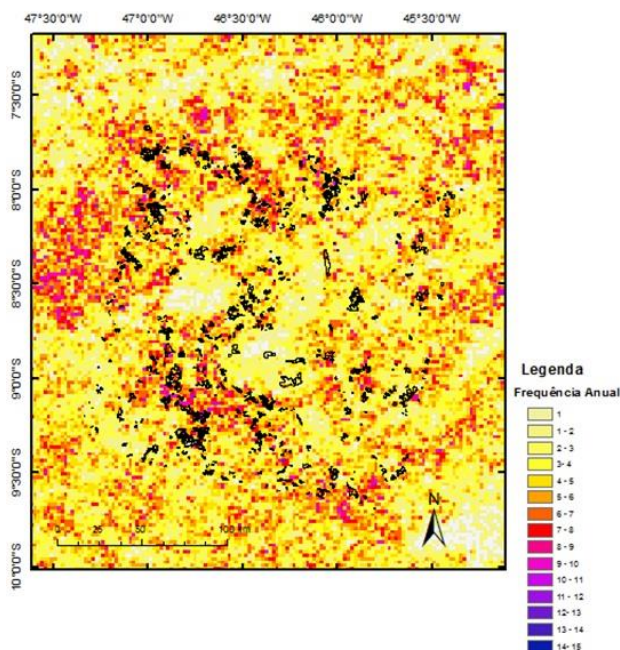 47°30'0"W 47°0'0"W 46°30'0"W 46°0'0"W 45°30'0"W
7°30'0"S
8°0'0"S
8°30'0"S
9°0'0"S
9°30'0"S
10°0'0"S
N
0 25 50 100 km
Legenda
Frequência Anual
1
1 - 2
2 - 3
3- 4
4 - 5
5 - 6
6 - 7
7 - 8
8 - 9
9 - 10
10 - 11
11 - 12
12- 13
13 - 14
14- 15